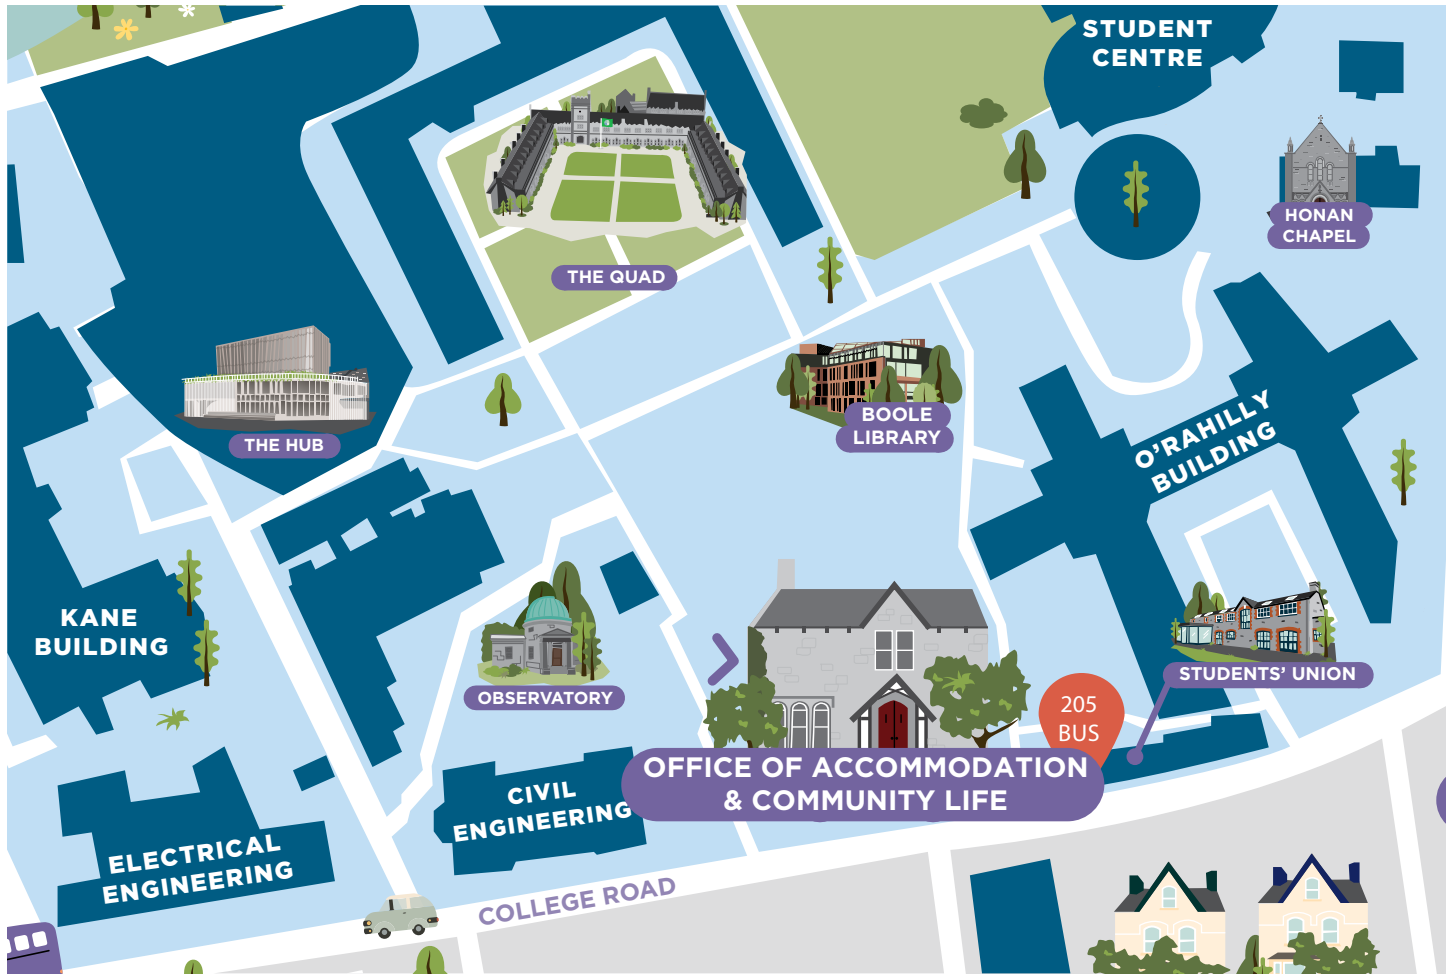 STUDENT
CENTRE
HONAN
CHAPEL
THE QUAD
BOOLE
LIBRARY
THE HUB
O'RAHILLY
BUILDING
KANE
BUILDING
OBSERVATORY
STUDENTS' UNION
205
BUS
OFFICE OF ACCOMMODATION
& COMMUNITY LIFE
CIVIL
ENGINEERING
ELECTRICAL
ENGINEERING
COLLEGE ROAD